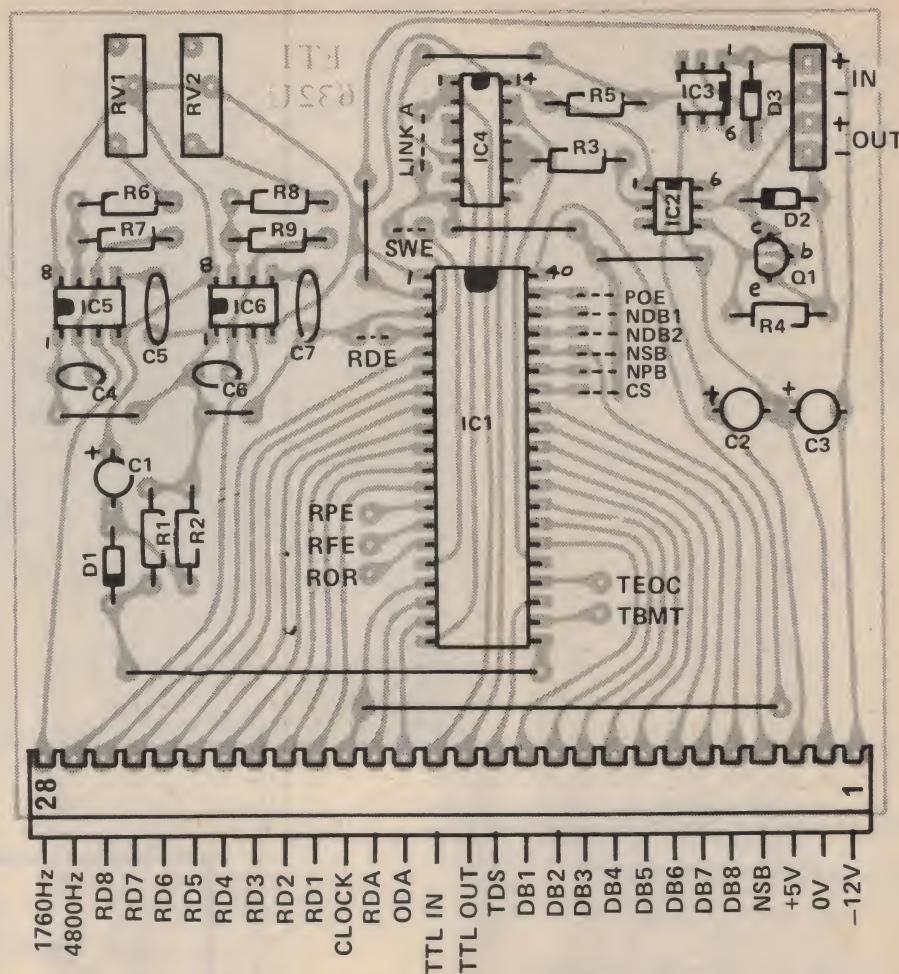 ETI
632U
RV1
RV2
LINK A
1
14
IC4
R5
IC3
1
6
D3
+
IN
-
+
OUT
-
R3
1
6
IC2
D2
c
b
Q1
e
R4
R6
R8
R7
R9
SWE
8
IC5
1
C5
8
IC6
1
C7
RDE
C4
C6
1
40
IC1
POE
NDB1
NDB2
NSB
NPB
CS
+
C2
+
C3
+
C1
D1
R1
R2
RPE
RFE
ROR
TEOC
TBMT
28
1
1760Hz
4800Hz
RD8
RD7
RD6
RD5
RD4
RD3
RD2
RD1
CLOCK
RDA
ODA
TTL IN
TTL OUT
TDS
DB1
DB2
DB3
DB4
DB5
DB6
DB7
DB8
NSB
+5V
0V
-12V